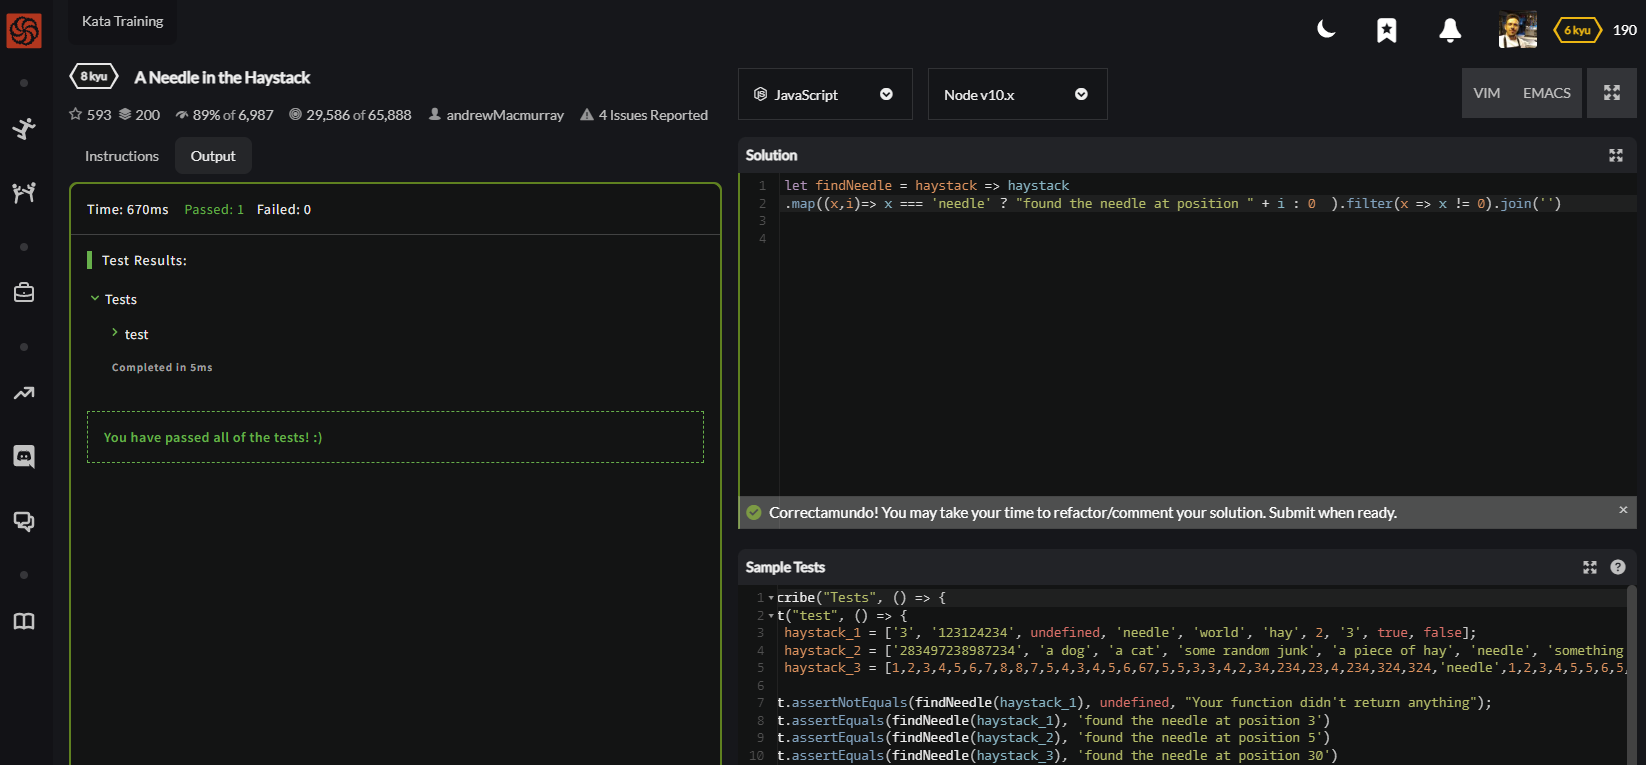 Kata Training
6 kyu 190
8 kyu A Needle in the Haystack
593 200 89% of 6,987 29,586 of 65,888 andrewMacmurray 4 Issues Reported
Instructions Output
Time: 670ms Passed: 1 Failed: 0
Test Results:
Tests
test
Completed in 5ms
You have passed all of the tests! :)
JavaScript Node v10.x VIM EMACS
Solution
1 let findNeedle = haystack => haystack
2 .map((x,i)=> x === 'needle' ? "found the needle at position " + i : 0  ).filter(x => x != 0).join('')
3
4
Correctamundo! You may take your time to refactor/comment your solution. Submit when ready. ×
Sample Tests
1 cribe("Tests", () => {
2 t("test", () => {
3 haystack_1 = ['3', '123124234', undefined, 'needle', 'world', 'hay', 2, '3', true, false];
4 haystack_2 = ['283497238987234', 'a dog', 'a cat', 'some random junk', 'a piece of hay', 'needle', 'something
5 haystack_3 = [1,2,3,4,5,6,7,8,8,7,5,4,3,4,5,6,67,5,5,3,3,4,2,34,234,23,4,234,324,324,'needle',1,2,3,4,5,5,6,5,
6
7 t.assertNotEquals(findNeedle(haystack_1), undefined, "Your function didn't return anything");
8 t.assertEquals(findNeedle(haystack_1), 'found the needle at position 3')
9 t.assertEquals(findNeedle(haystack_2), 'found the needle at position 5')
10 t.assertEquals(findNeedle(haystack_3), 'found the needle at position 30')